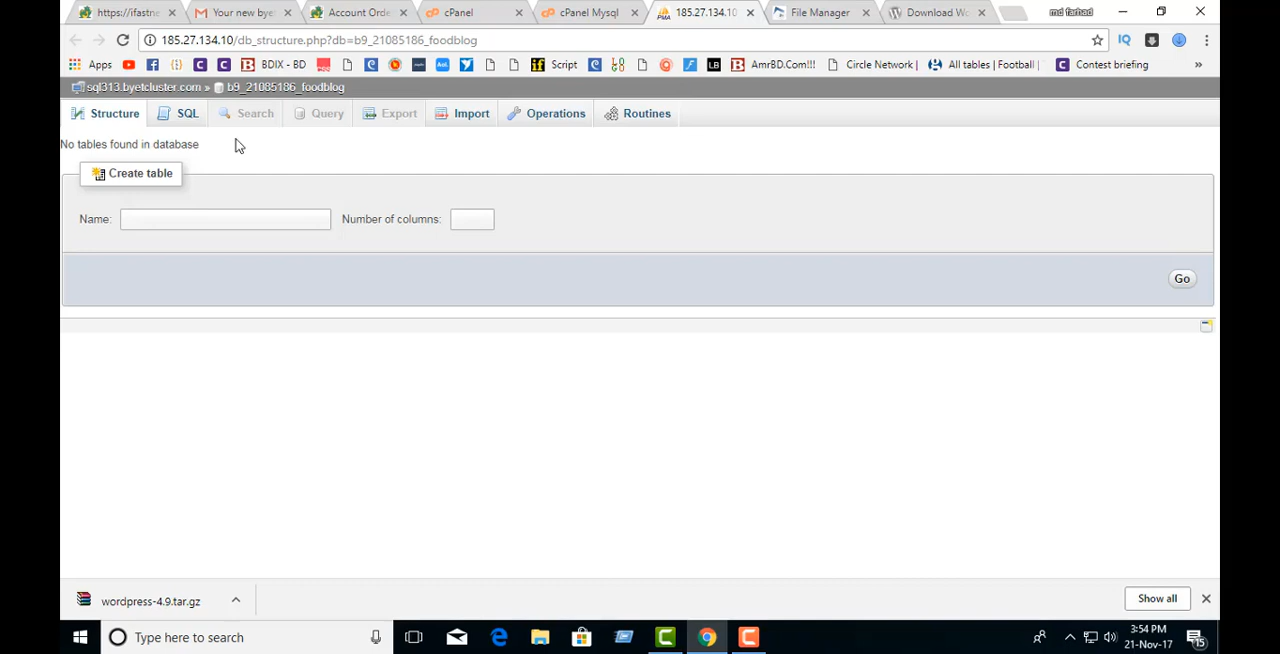 https://ifastne
Your new bye
Account Orde
cPanel
cPanel Mysql
185.27.134.10
File Manager
Download Wo
md farhad
185.27.134.10/db_structure.php?db=b9_21085186_foodblog
IQ
Apps
BDIX - BD
Script
AmrBD.Com!!!
Circle Network |
All tables | Football |
Contest briefing
»
sql313.byetcluster.com » b9_21085186_foodblog
Structure
SQL
Search
Query
Export
Import
Operations
Routines
No tables found in database
Create table
Name:
Number of columns:
Go
wordpress-4.9.tar.gz
Show all
Type here to search
3:54 PM
21-Nov-17
15